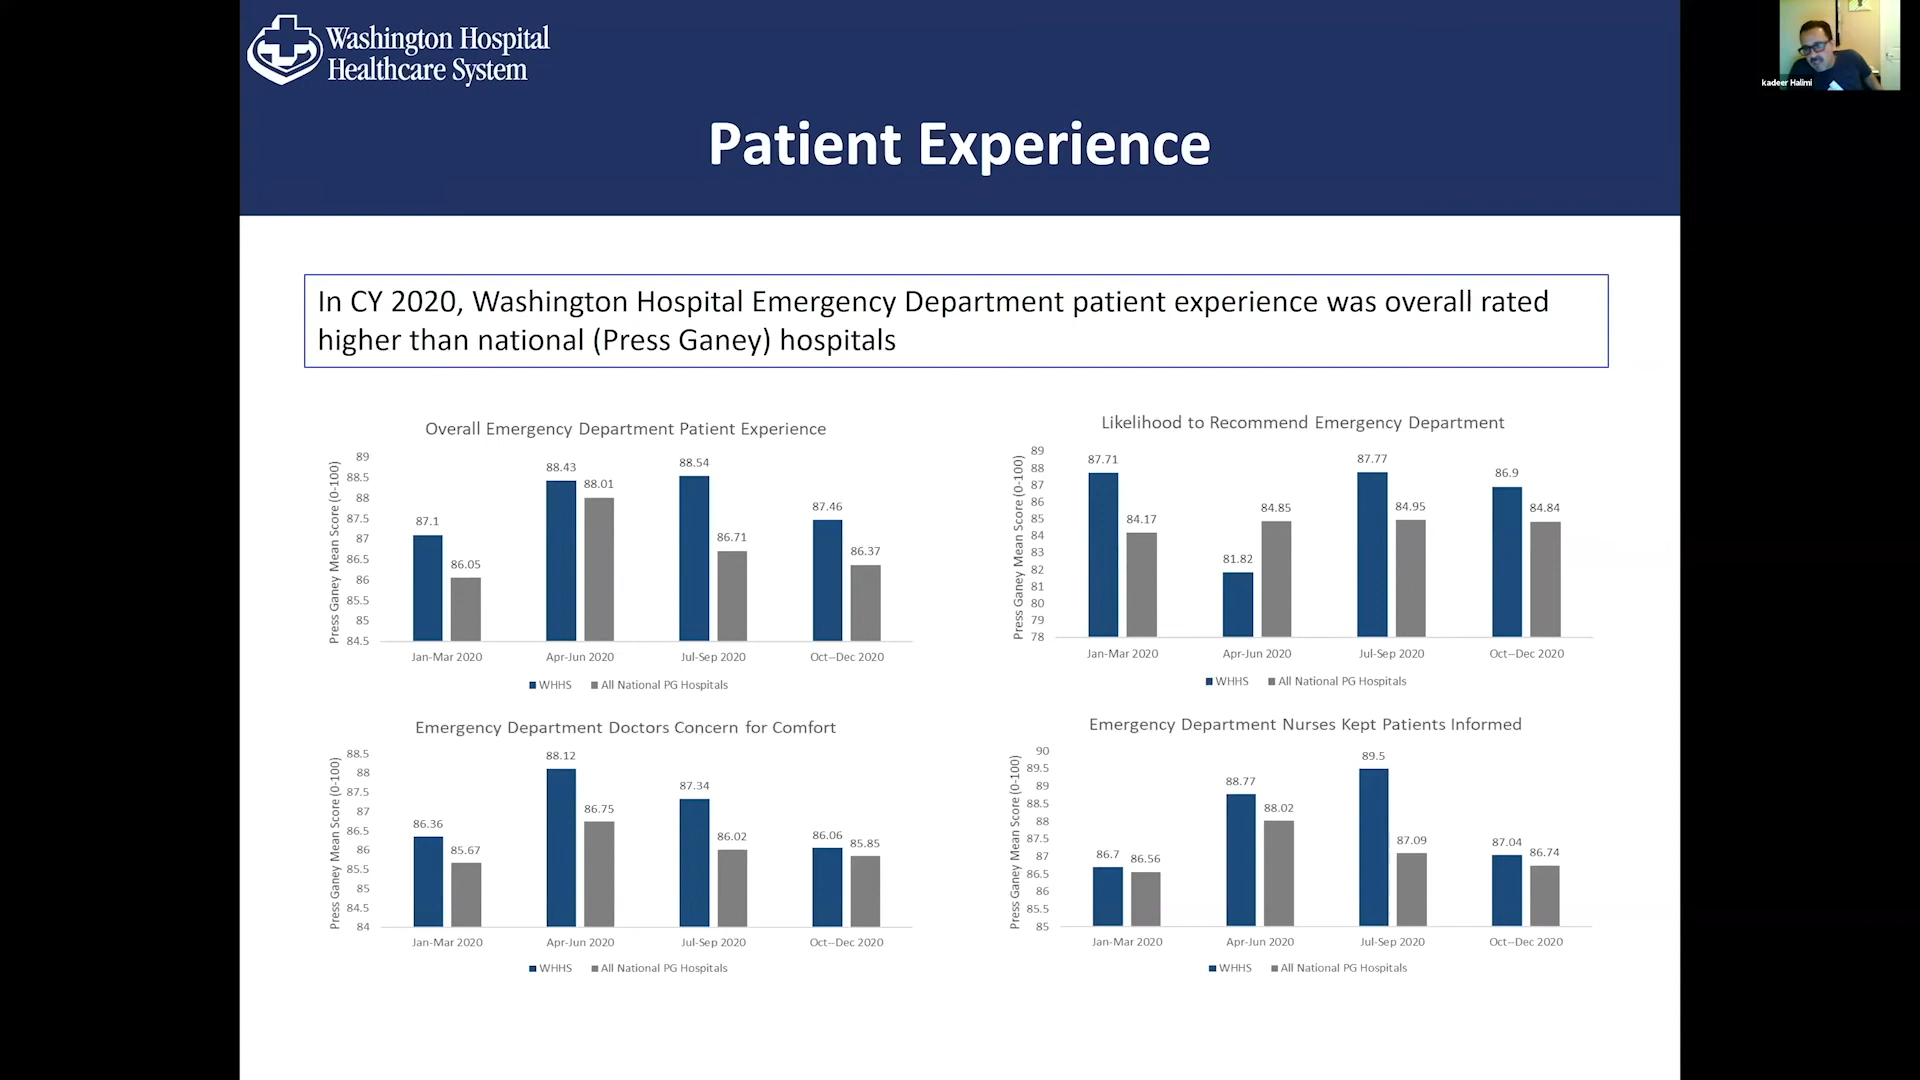 Washington Hospital
Healthcare System
kadeer Halimi
Patient Experience
In CY 2020, Washington Hospital Emergency Department patient experience was overall rated
higher than national (Press Ganey) hospitals
Overall Emergency Department Patient Experience
Press Ganey Mean Score (0-100)
89
88.5
88
87.5
87
86.5
86
85.5
85
84.5
87.1
86.05
88.43
88.01
88.54
86.71
87.46
86.37
Jan-Mar 2020
Apr-Jun 2020
Jul-Sep 2020
Oct--Dec 2020
WHHS
All National PG Hospitals
Likelihood to Recommend Emergency Department
Press Ganey Mean Score (0-100)
89
88
87
86
85
84
83
82
81
80
79
78
87.71
84.17
81.82
84.85
87.77
84.95
86.9
84.84
Jan-Mar 2020
Apr-Jun 2020
Jul-Sep 2020
Oct--Dec 2020
WHHS
All National PG Hospitals
Emergency Department Doctors Concern for Comfort
Press Ganey Mean Score (0-100)
88.5
88
87.5
87
86.5
86
85.5
85
84.5
84
86.36
85.67
88.12
86.75
87.34
86.02
86.06
85.85
Jan-Mar 2020
Apr-Jun 2020
Jul-Sep 2020
Oct--Dec 2020
WHHS
All National PG Hospitals
Emergency Department Nurses Kept Patients Informed
Press Ganey Mean Score (0-100)
90
89.5
89
88.5
88
87.5
87
86.5
86
85.5
85
86.7
86.56
88.77
88.02
89.5
87.09
87.04
86.74
Jan-Mar 2020
Apr-Jun 2020
Jul-Sep 2020
Oct--Dec 2020
WHHS
All National PG Hospitals